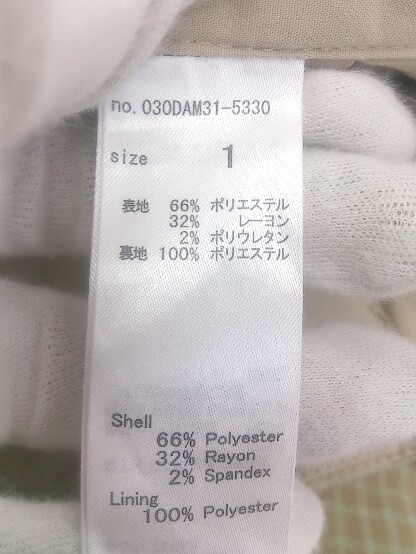 no.030DAM31-5330
size 1
表地 66% ポリエステル
32% レーヨン
2% ポリウレタン
裏地 100% ポリエステル
Shell
66% Polyester
32% Rayon
2% Spandex
Lining
100% Polyester